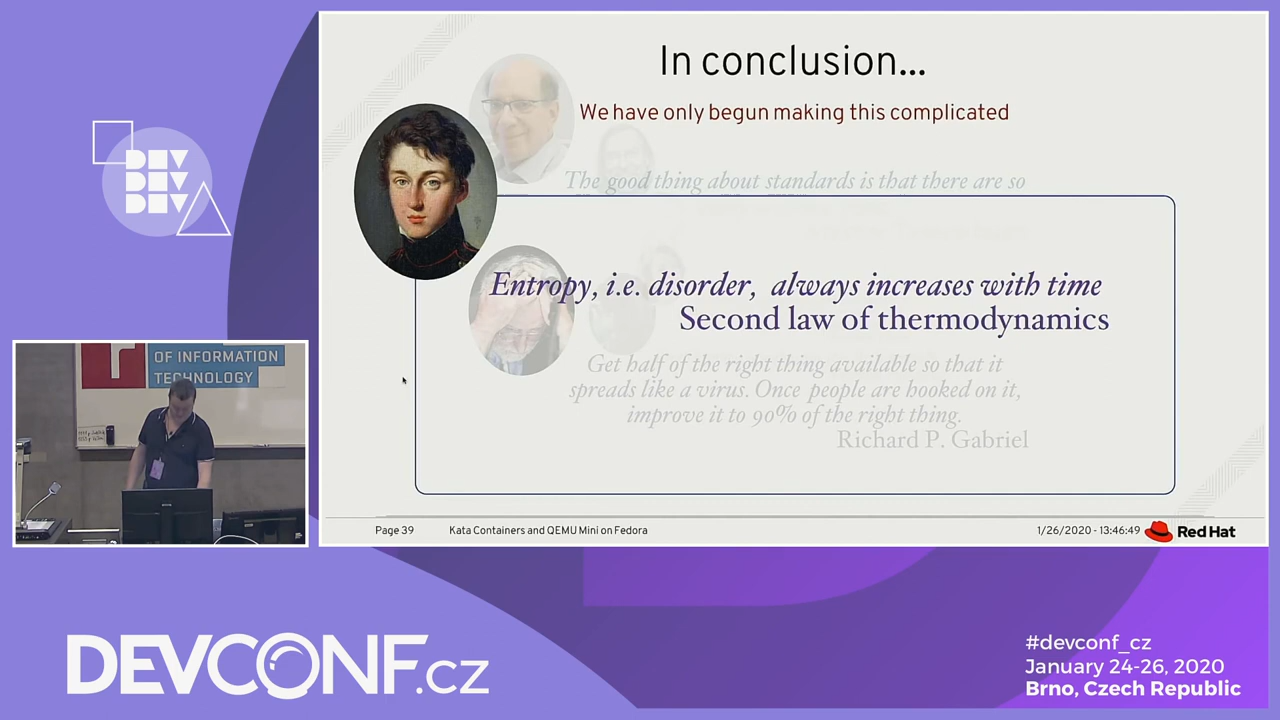 DEV
DEV
DEV
In conclusion...
We have only begun making this complicated
The good thing about standards is that there are so
Entropy, i.e. disorder, always increases with time
Second law of thermodynamics
Get half of the right thing available so that it
spreads like a virus. Once people are hooked on it,
improve it to 90% of the right thing.
Richard P. Gabriel
Page 39
Kata Containers and QEMU Mini on Fedora
1/26/2020 - 13:46:49
Red Hat
OF INFORMATION
TECHNOLOGY
DEVCONF.cz
#devconf_cz
January 24-26, 2020
Brno, Czech Republic